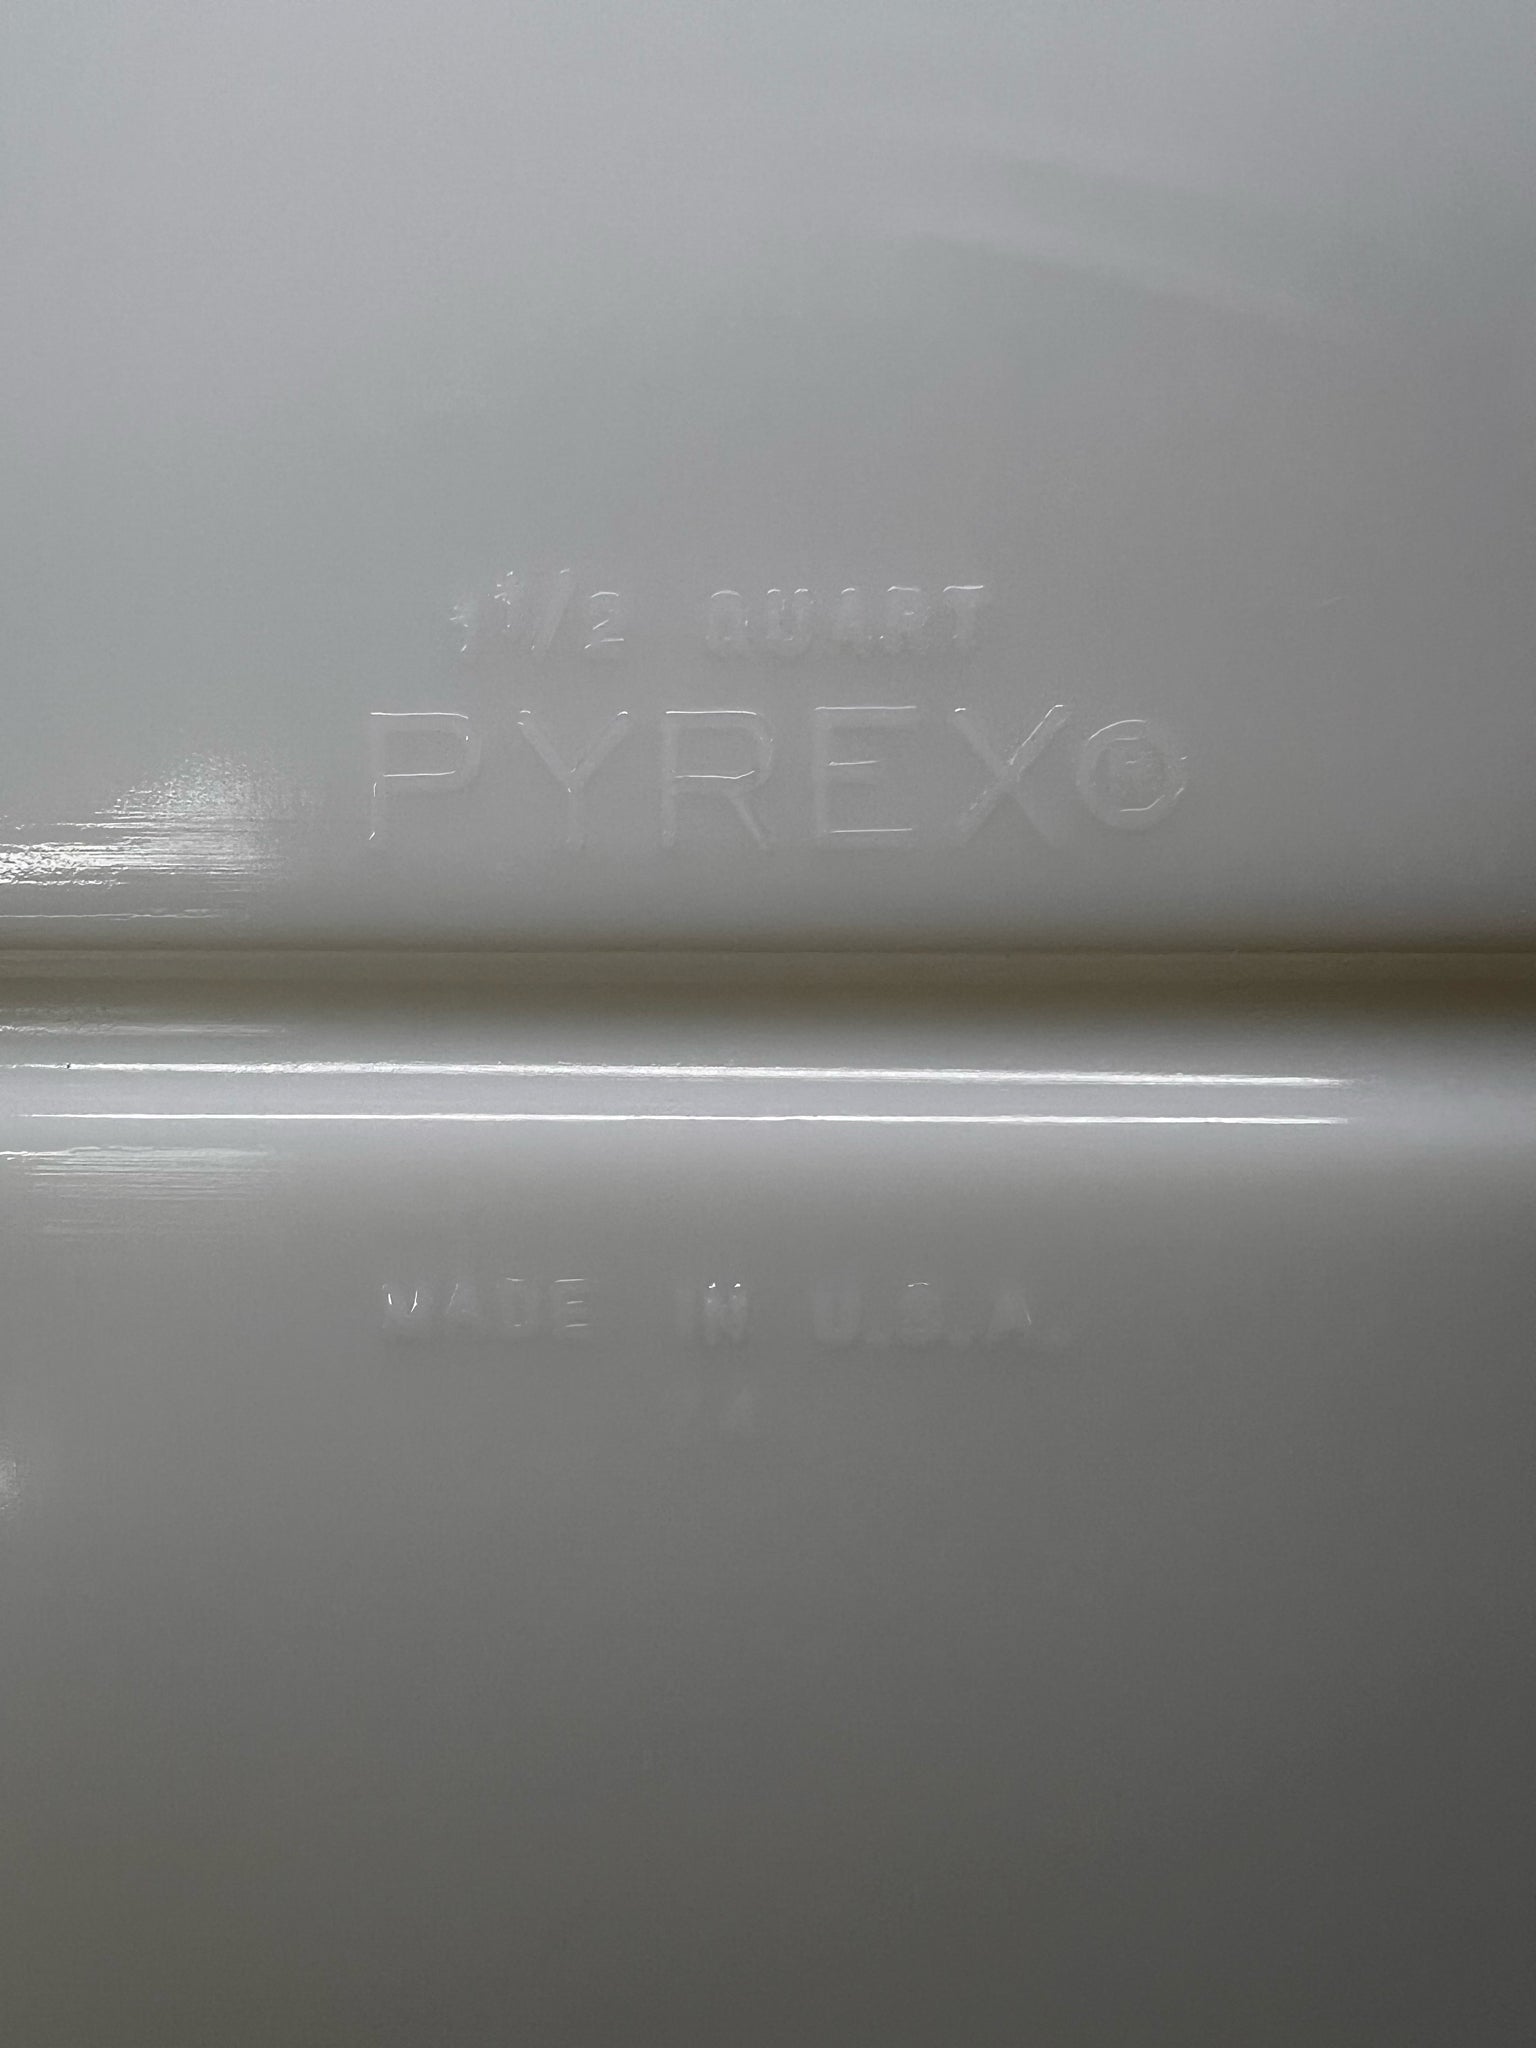 1 1/2 QUART
PYREX®
MADE IN U.S.A.
A